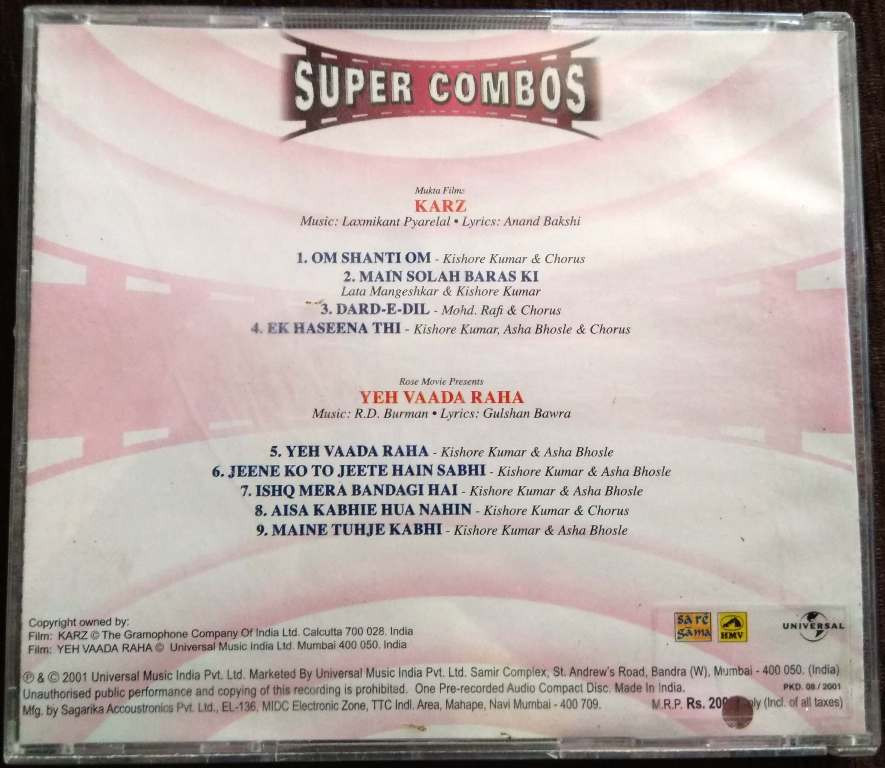 SUPER COMBOS
Mukta Films
KARZ
Music: Laxmikant Pyarelal • Lyrics: Anand Bakshi
1. OM SHANTI OM - Kishore Kumar & Chorus
2. MAIN SOLAH BARAS KI
Lata Mangeshkar & Kishore Kumar
3. DARD-E-DIL - Mohd. Rafi & Chorus
4. EK HASEENA THI - Kishore Kumar, Asha Bhosle & Chorus
Rose Movie Presents
YEH VAADA RAHA
Music: R.D. Burman • Lyrics: Gulshan Bawra
5. YEH VAADA RAHA - Kishore Kumar & Asha Bhosle
6. JEENE KO TO JEETE HAIN SABHI - Kishore Kumar & Asha Bhosle
7. ISHQ MERA BANDAGI HAI - Kishore Kumar & Asha Bhosle
8. AISA KABHIE HUA NAHIN - Kishore Kumar & Chorus
9. MAINE TUHJE KABHI - Kishore Kumar & Asha Bhosle
Copyright owned by:
Film: KARZ © The Gramophone Company Of India Ltd. Calcutta 700 028. India
Film: YEH VAADA RAHA © Universal Music India Ltd. Mumbai 400 050. India
sa rē
gāma
HMV
UNIVERSAL
℗ & © 2001 Universal Music India Pvt. Ltd. Marketed By Universal Music India Pvt. Ltd. Samir Complex, St. Andrew's Road, Bandra (W), Mumbai - 400 050. (India)
Unauthorised public performance and copying of this recording is prohibited. One Pre-recorded Audio Compact Disc. Made In India.
PKD. 08 / 2001
Mfg. by Sagarika Accoustronics Pvt. Ltd., EL-136, MIDC Electronic Zone, TTC Indl. Area, Mahape, Navi Mumbai - 400 709.
M.R.P. Rs. (Incl. of all taxes)